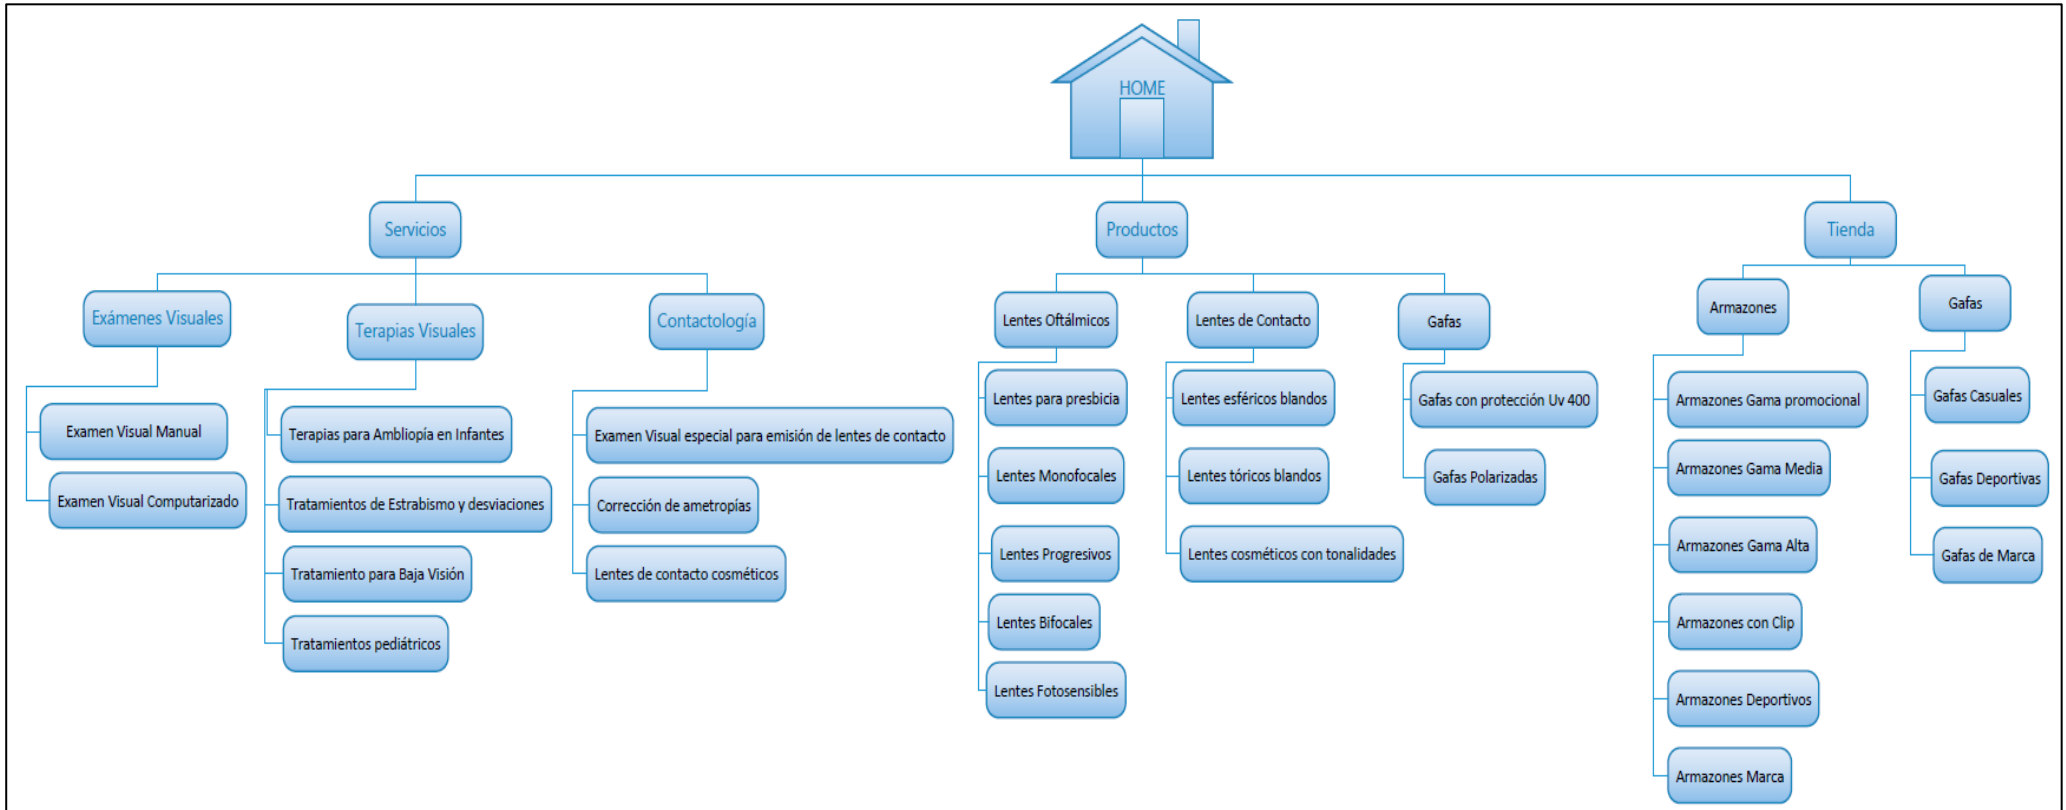 HOME
Servicios
Productos
Tienda
Exámenes Visuales
Terapias Visuales
Contactología
Lentes Oftálmicos
Lentes de Contacto
Gafas
Armazones
Gafas
Examen Visual Manual
Examen Visual Computarizado
Terapias para Ambliopía en Infantes
Tratamientos de Estrabismo y desviaciones
Tratamiento para Baja Visión
Tratamientos pediátricos
Examen Visual especial para emisión de lentes de contacto
Corrección de ametropías
Lentes de contacto cosméticos
Lentes para presbicia
Lentes Monofocales
Lentes Progresivos
Lentes Bifocales
Lentes Fotosensibles
Lentes esféricos blandos
Lentes tóricos blandos
Lentes cosméticos con tonalidades
Gafas con protección Uv 400
Gafas Polarizadas
Armazones Gama promocional
Armazones Gama Media
Armazones Gama Alta
Armazones con Clip
Armazones Deportivos
Armazones Marca
Gafas Casuales
Gafas Deportivas
Gafas de Marca